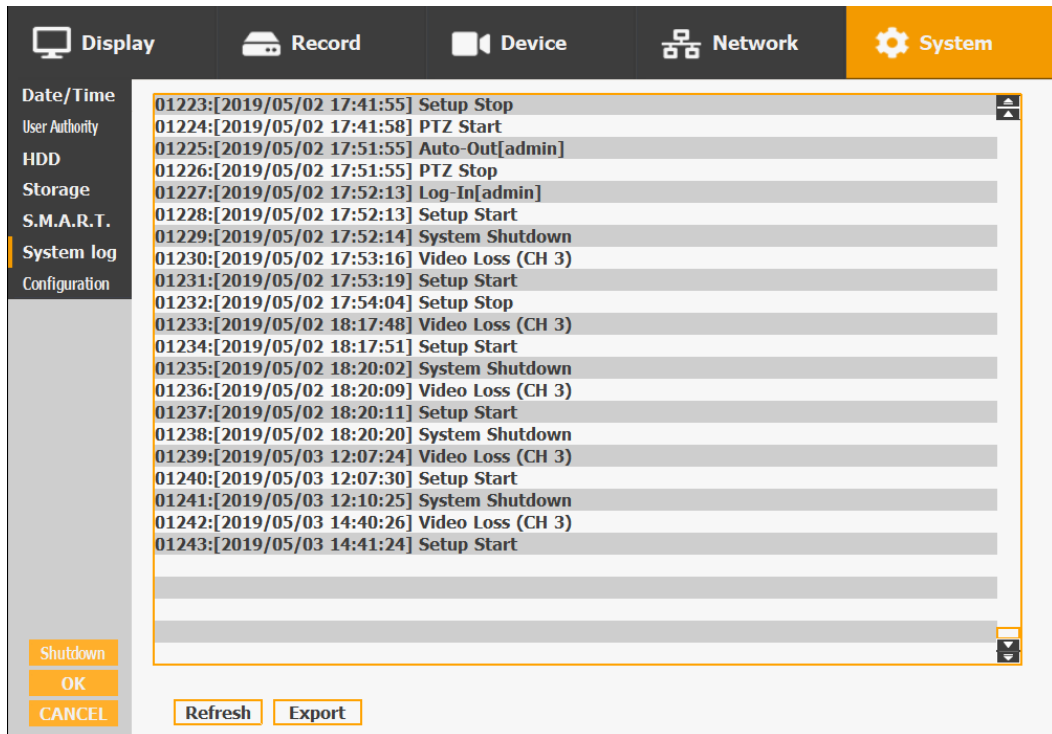 Display Record Device Network System
Date/Time
User Authority
HDD
Storage
S.M.A.R.T.
System log
Configuration
01223:[2019/05/02 17:41:55] Setup Stop
01224:[2019/05/02 17:41:58] PTZ Start
01225:[2019/05/02 17:51:55] Auto-Out[admin]
01226:[2019/05/02 17:51:55] PTZ Stop
01227:[2019/05/02 17:52:13] Log-In[admin]
01228:[2019/05/02 17:52:13] Setup Start
01229:[2019/05/02 17:52:14] System Shutdown
01230:[2019/05/02 17:53:16] Video Loss (CH 3)
01231:[2019/05/02 17:53:19] Setup Start
01232:[2019/05/02 17:54:04] Setup Stop
01233:[2019/05/02 18:17:48] Video Loss (CH 3)
01234:[2019/05/02 18:17:51] Setup Start
01235:[2019/05/02 18:20:02] System Shutdown
01236:[2019/05/02 18:20:09] Video Loss (CH 3)
01237:[2019/05/02 18:20:11] Setup Start
01238:[2019/05/02 18:20:20] System Shutdown
01239:[2019/05/03 12:07:24] Video Loss (CH 3)
01240:[2019/05/03 12:07:30] Setup Start
01241:[2019/05/03 12:10:25] System Shutdown
01242:[2019/05/03 14:40:26] Video Loss (CH 3)
01243:[2019/05/03 14:41:24] Setup Start
Shutdown
OK
CANCEL
Refresh Export